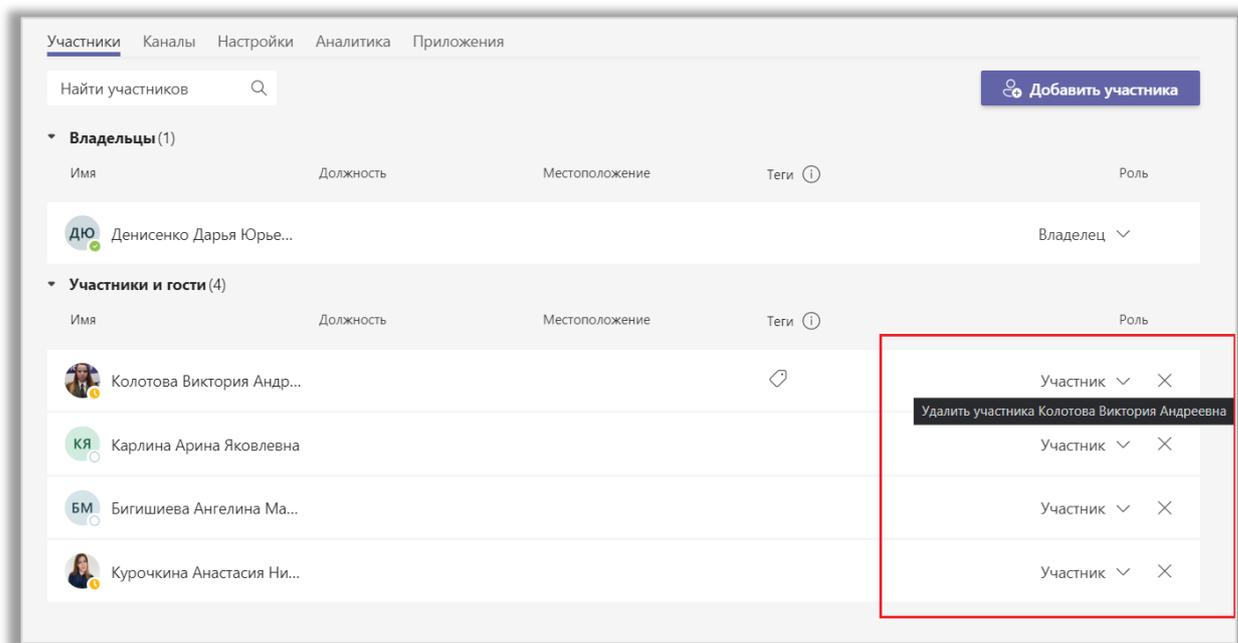 Участники Каналы Настройки Аналитика Приложения
Найти участников Добавить участника
Владельцы (1)
Имя Должность Местоположение Теги Роль
ДЮ Денисенко Дарья Юрье... Владелец
Участники и гости (4)
Имя Должность Местоположение Теги Роль
Колотова Виктория Андр... Участник
Удалить участника Колотова Виктория Андреевна
КЯ Карлина Арина Яковлевна Участник
БМ Бигишиева Ангелина Ма... Участник
Курочкина Анастасия Ни... Участник